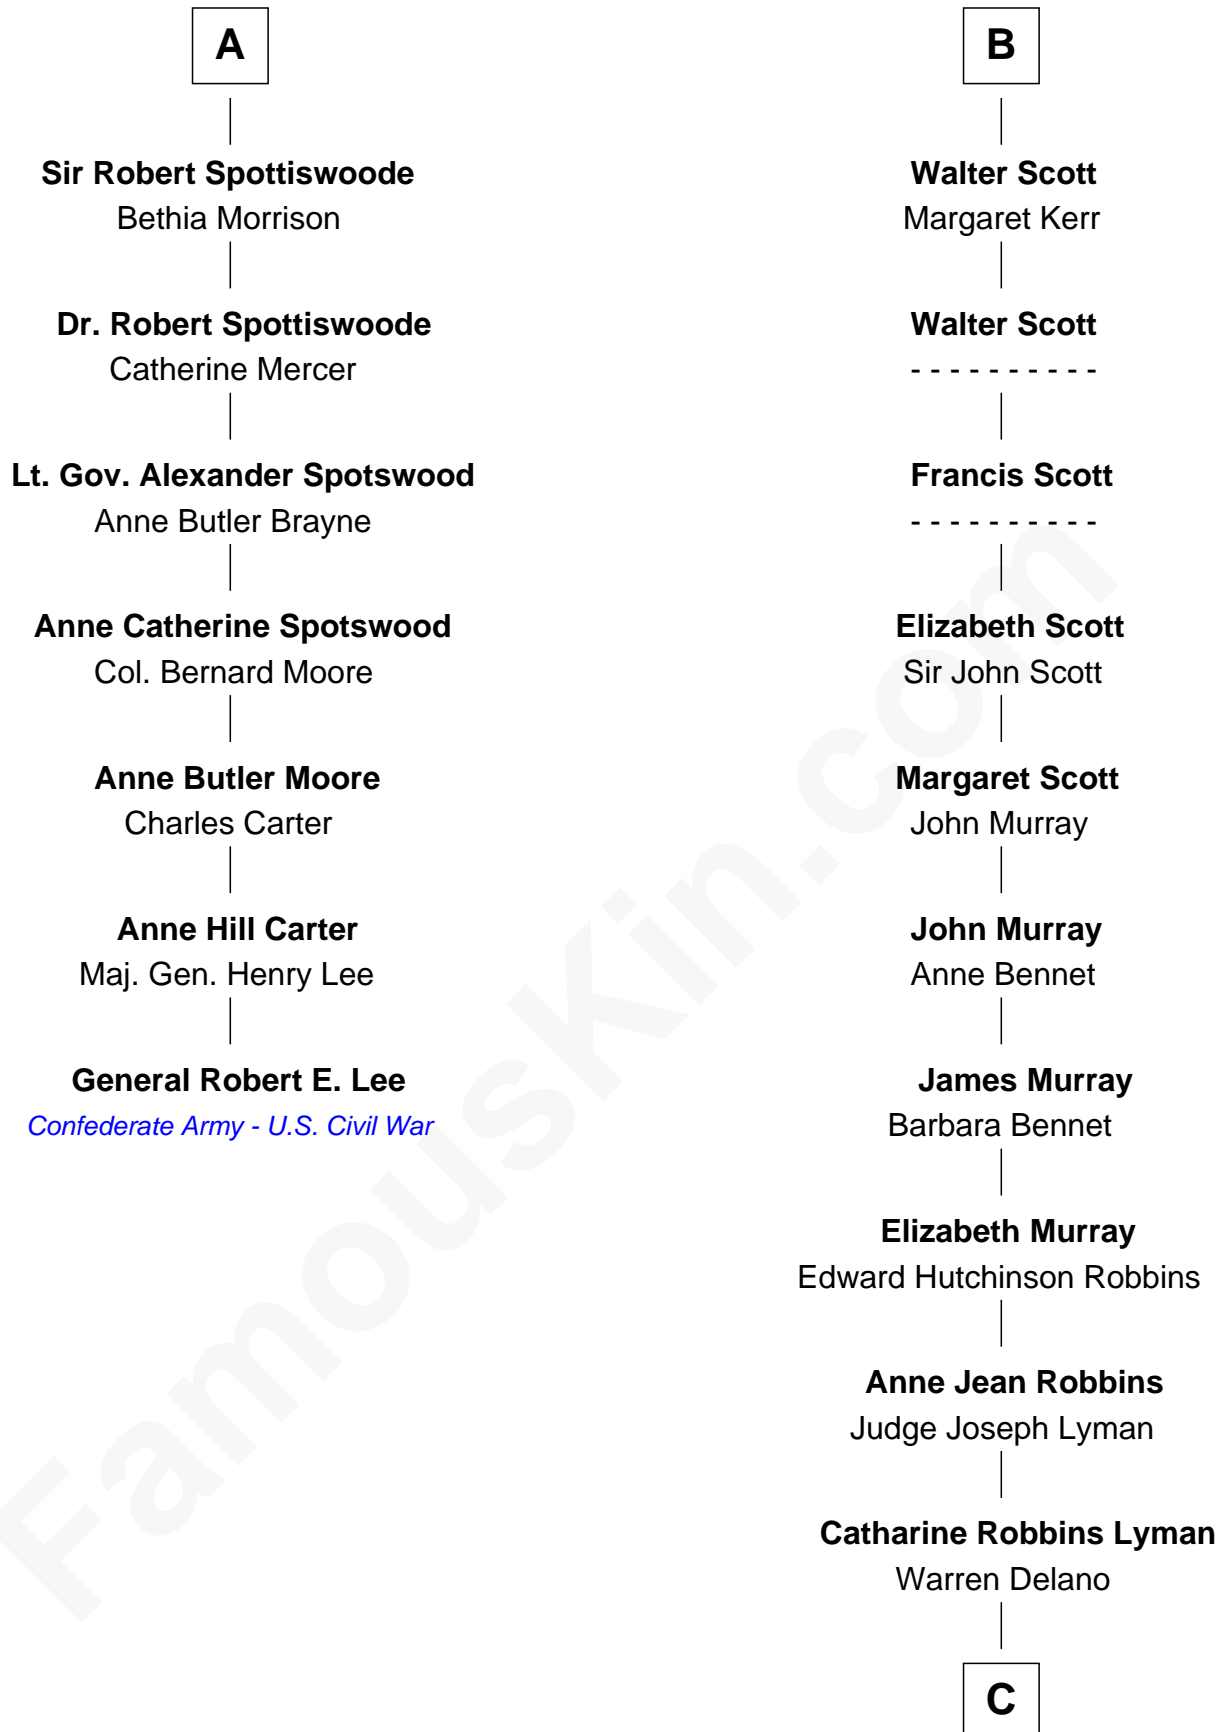 A
Sir Robert Spottiswoode
Bethia Morrison
Dr. Robert Spottiswoode
Catherine Mercer
Lt. Gov. Alexander Spotswood
Anne Butler Brayne
Anne Catherine Spotswood
Col. Bernard Moore
Anne Butler Moore
Charles Carter
Anne Hill Carter
Maj. Gen. Henry Lee
General Robert E. Lee
Confederate Army - U.S. Civil War
B
Walter Scott
Margaret Kerr
Walter Scott
- - - - - - - - - -
Francis Scott
- - - - - - - - - -
Elizabeth Scott
Sir John Scott
Margaret Scott
John Murray
John Murray
Anne Bennet
James Murray
Barbara Bennet
Elizabeth Murray
Edward Hutchinson Robbins
Anne Jean Robbins
Judge Joseph Lyman
Catharine Robbins Lyman
Warren Delano
C
FamousKin.com